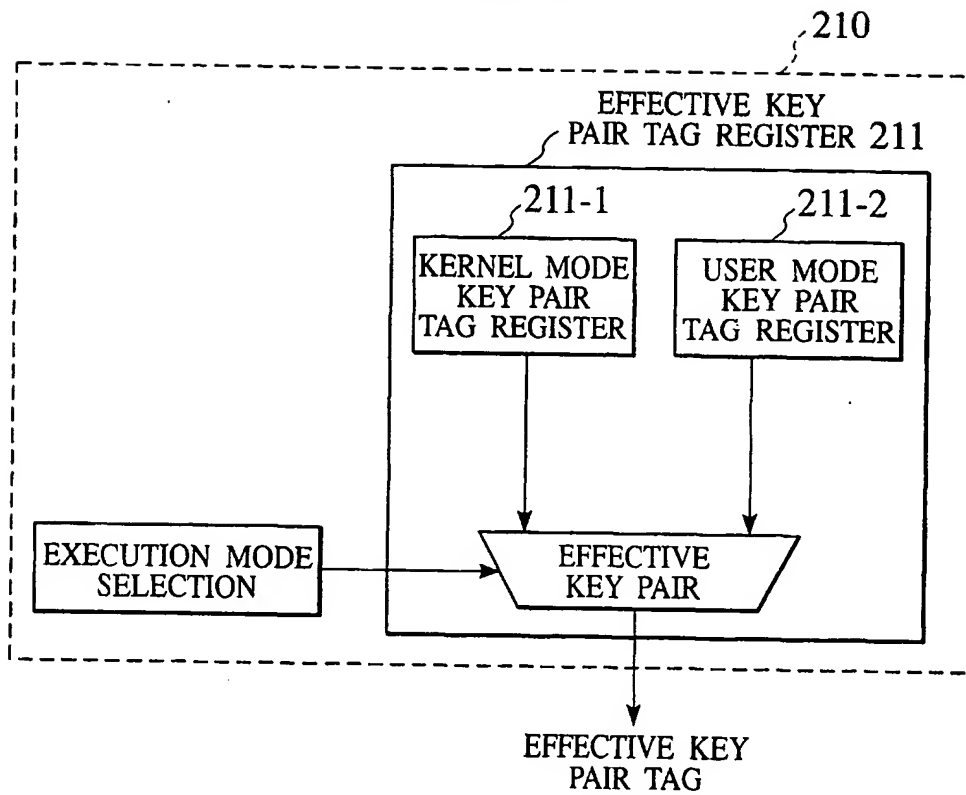 210
EFFECTIVE KEY
PAIR TAG REGISTER 211
211-1
211-2
KERNEL MODE
KEY PAIR
TAG REGISTER
USER MODE
KEY PAIR
TAG REGISTER
EXECUTION MODE
SELECTION
EFFECTIVE
KEY PAIR
EFFECTIVE KEY
PAIR TAG